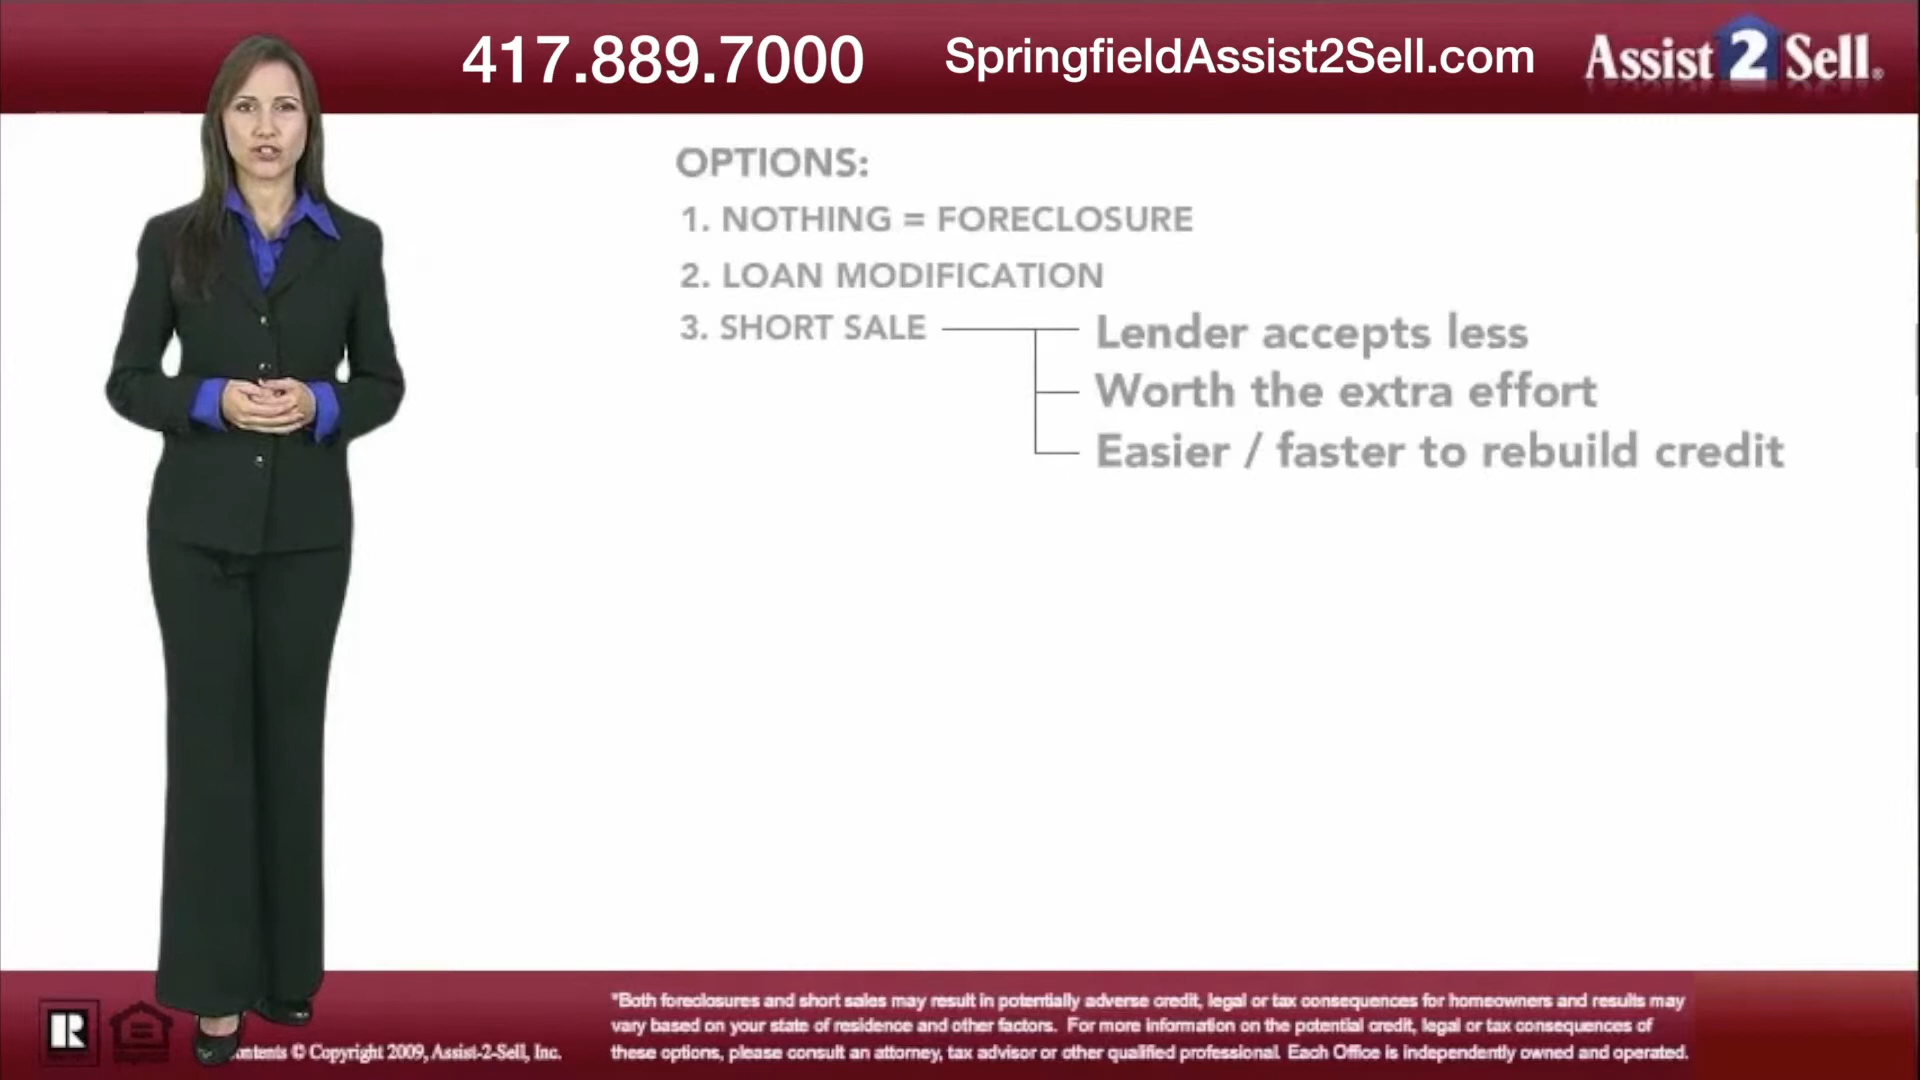 417.889.7000
SpringfieldAssist2Sell.com
Assist 2 Sell®
OPTIONS:
1. NOTHING = FORECLOSURE
2. LOAN MODIFICATION
3. SHORT SALE
Lender accepts less
Worth the extra effort
Easier / faster to rebuild credit
© Copyright 2009, Assist-2-Sell, Inc.
*Both foreclosures and short sales may result in potentially adverse credit, legal or tax consequences for homeowners and results may
vary based on your state of residence and other factors. For more information on the potential credit, legal or tax consequences of
these options, please consult an attorney, tax advisor or other qualified professional. Each Office is independently owned and operated.